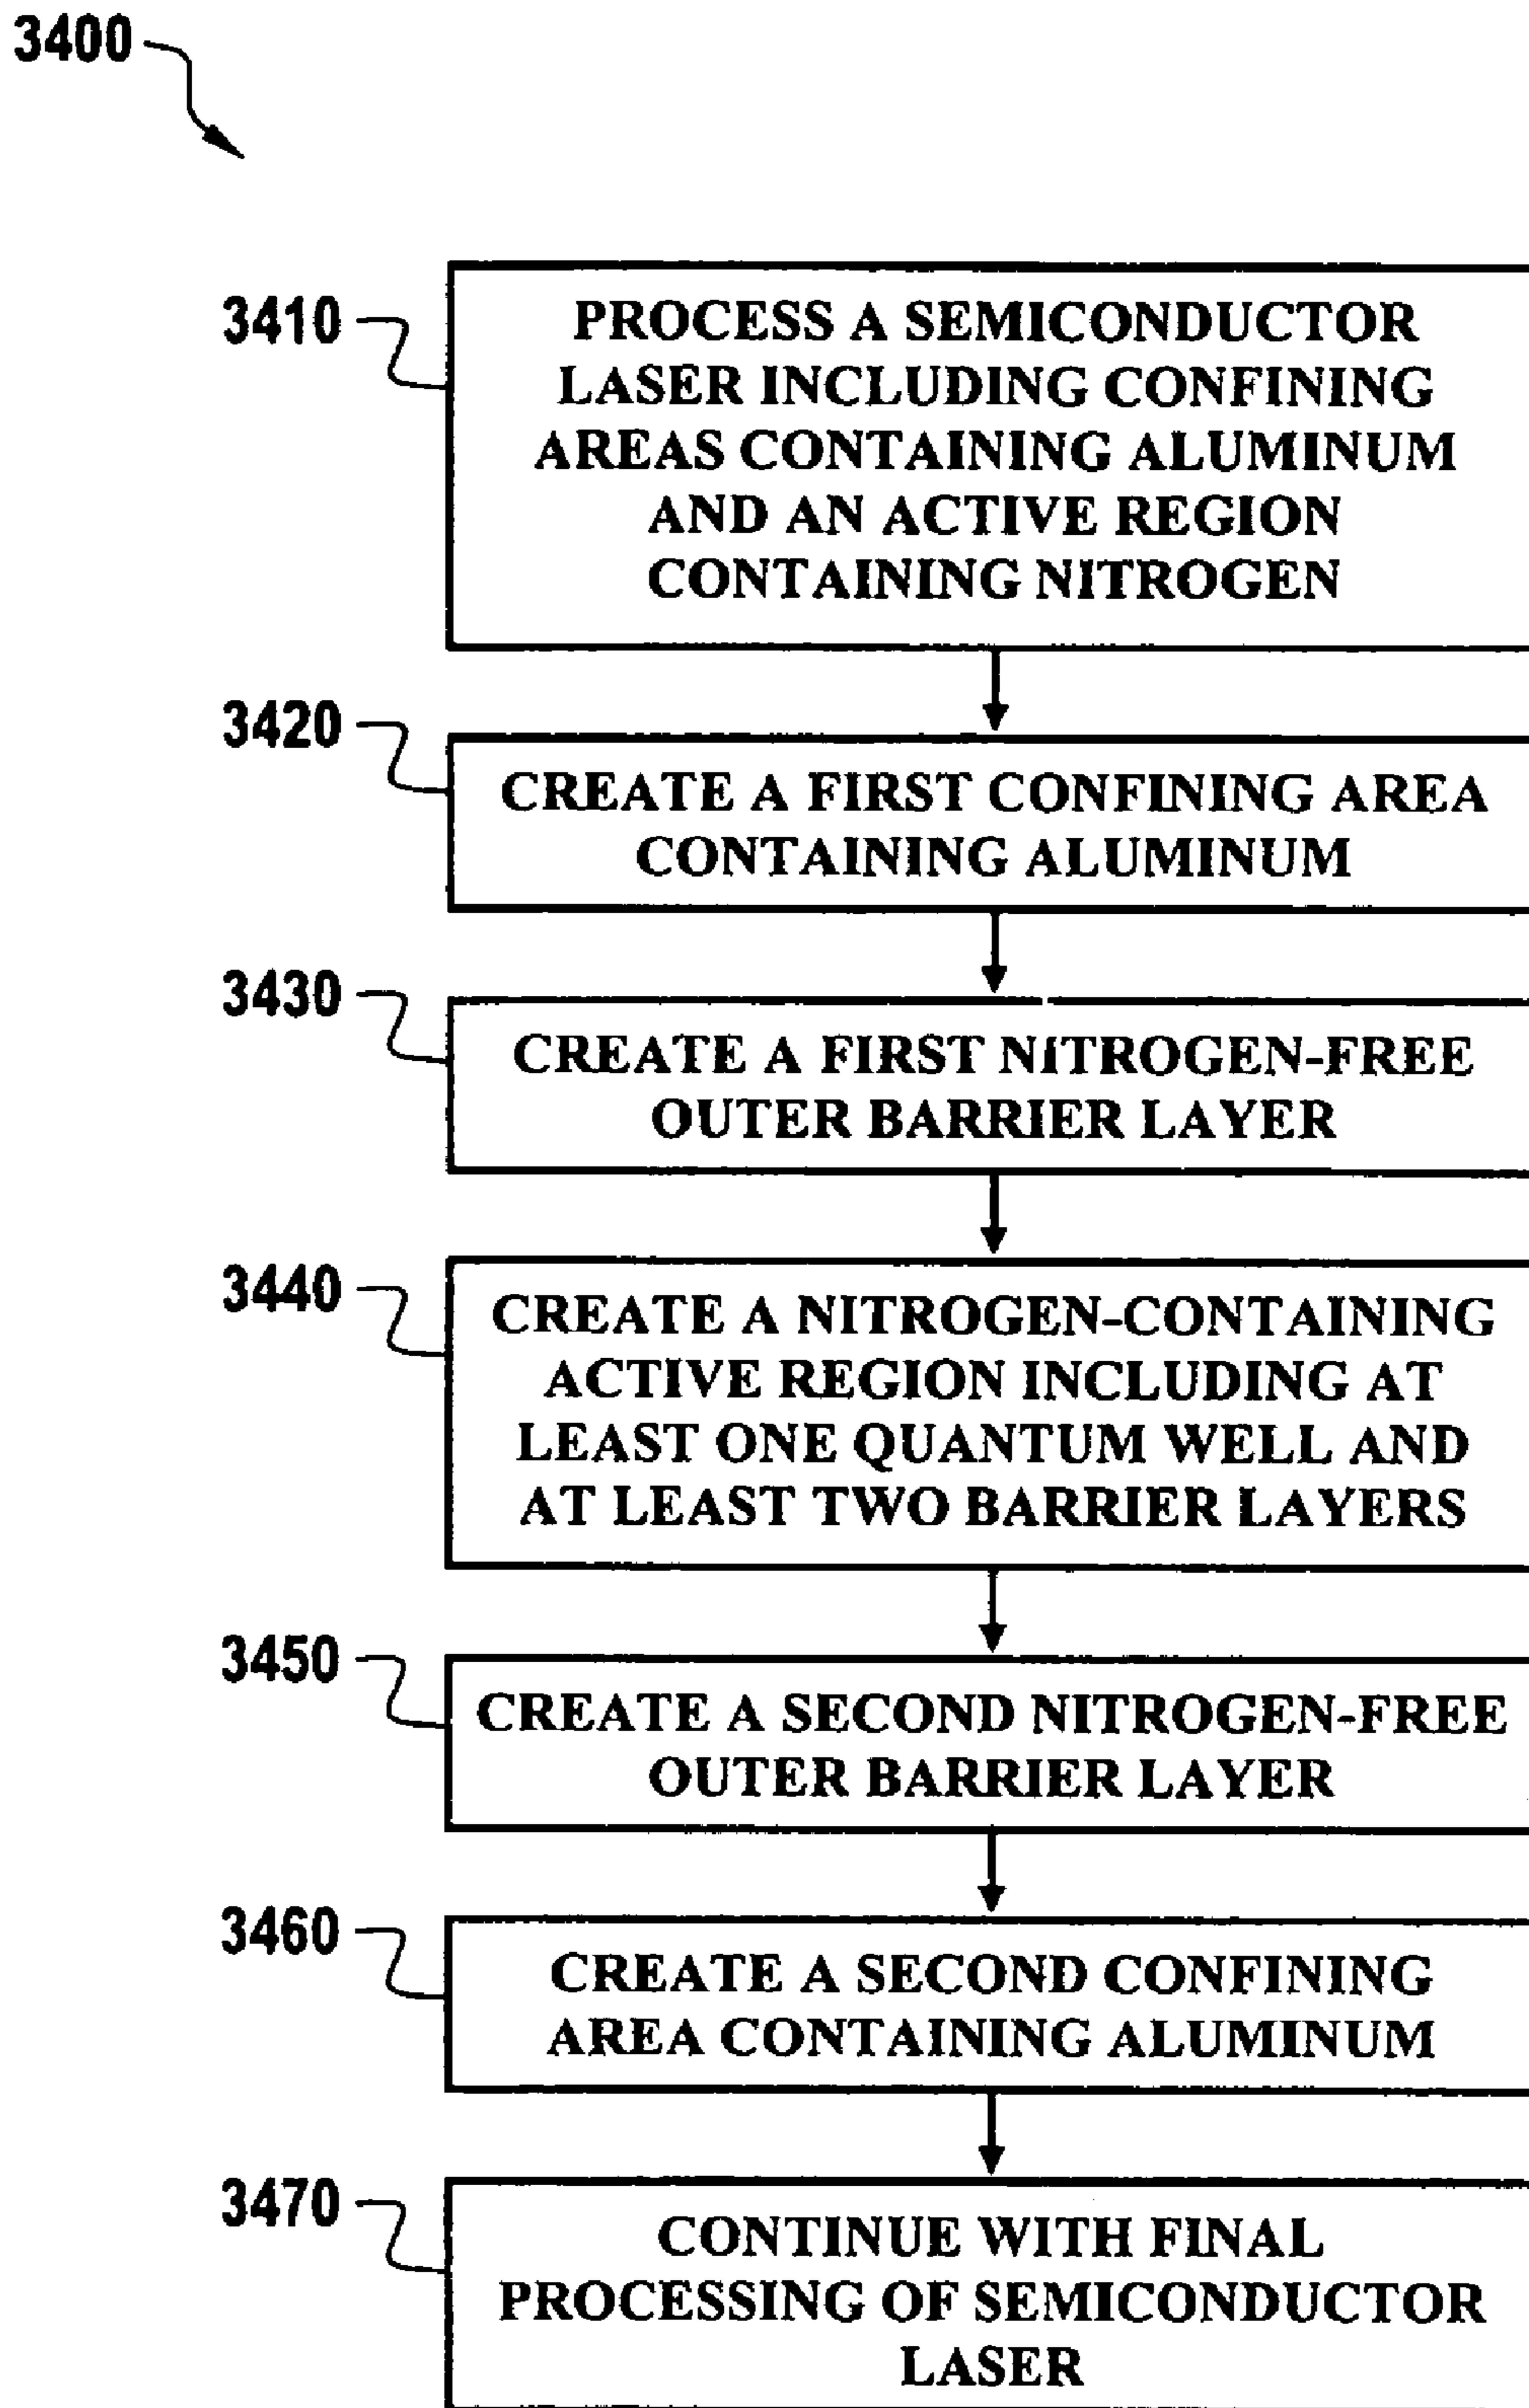 3400
3410
PROCESS A SEMICONDUCTOR
LASER INCLUDING CONFINING
AREAS CONTAINING ALUMINUM
AND AN ACTIVE REGION
CONTAINING NITROGEN
3420
CREATE A FIRST CONFINING AREA
CONTAINING ALUMINUM
3430
CREATE A FIRST NITROGEN-FREE
OUTER BARRIER LAYER
3440
CREATE A NITROGEN-CONTAINING
ACTIVE REGION INCLUDING AT
LEAST ONE QUANTUM WELL AND
AT LEAST TWO BARRIER LAYERS
3450
CREATE A SECOND NITROGEN-FREE
OUTER BARRIER LAYER
3460
CREATE A SECOND CONFINING
AREA CONTAINING ALUMINUM
3470
CONTINUE WITH FINAL
PROCESSING OF SEMICONDUCTOR
LASER